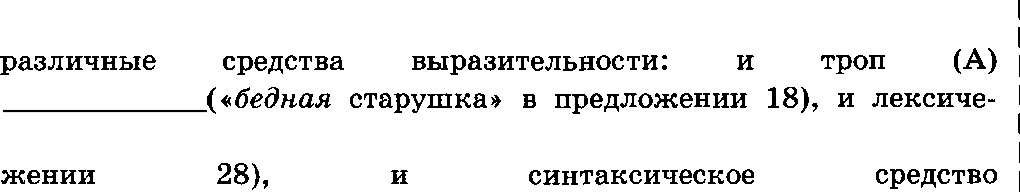 различные средства выразительности: и троп (А)
______________(«бедная старушка» в предложении 18), и лексиче-
жении 28), и синтаксическое средство